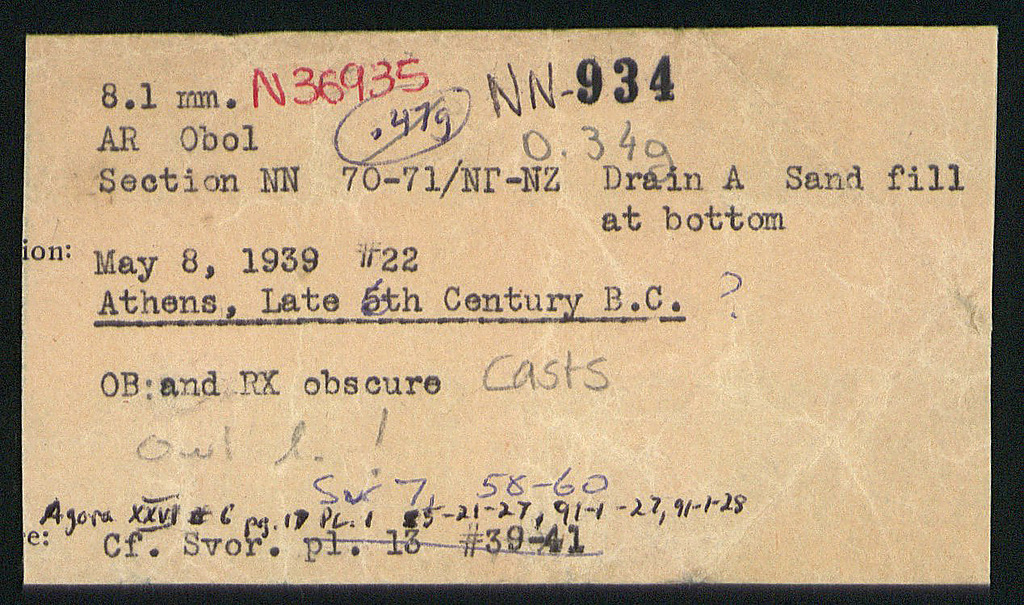 8.1 mm. N36935 NN-934
AR Obol .47g 0.34g
Section NN 70-71/NΓ-NZ Drain A Sand fill
at bottom
ion: May 8, 1939 #22
Athens, Late 5th Century B.C. ?
OB: and RX obscure Casts
Owl l. !
Sv. 7, 58-60
Agora XXVI # 6 pg. 17 PL. 1 -21-27, 91-1-27, 91-1-28
e: Cf. Svor. pl. 13 #39-41